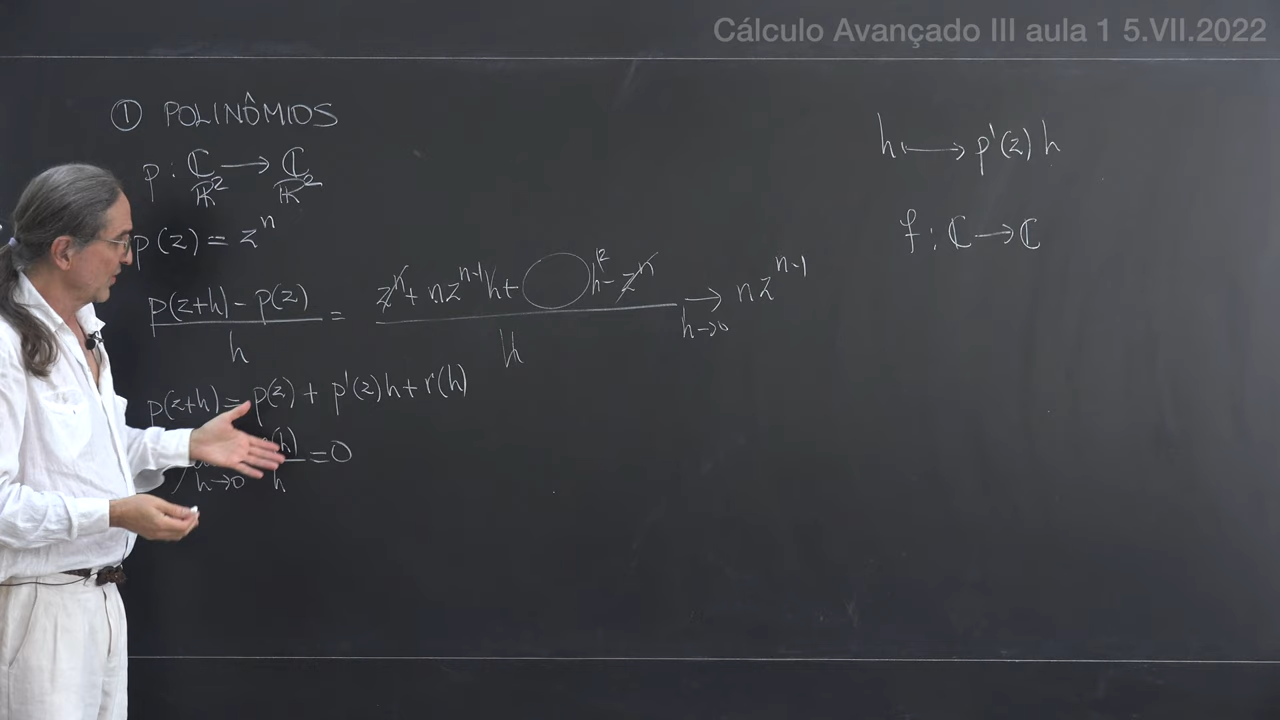 Cálculo Avançado III aula 1 5.VII.2022
① POLINÔMIOS
p : ℂ → ℂ
ℝ² ℝ²
p(z) = zⁿ
p(z+h) - p(z) / h = zⁿ + nzⁿ⁻¹h + ◯ h² - zⁿ / h → nzⁿ⁻¹
h→0
p(z+h) = p(z) + p'(z)h + r(h)
h→0 (h) / h = 0
h ↦ p'(z) h
f : ℂ → ℂ